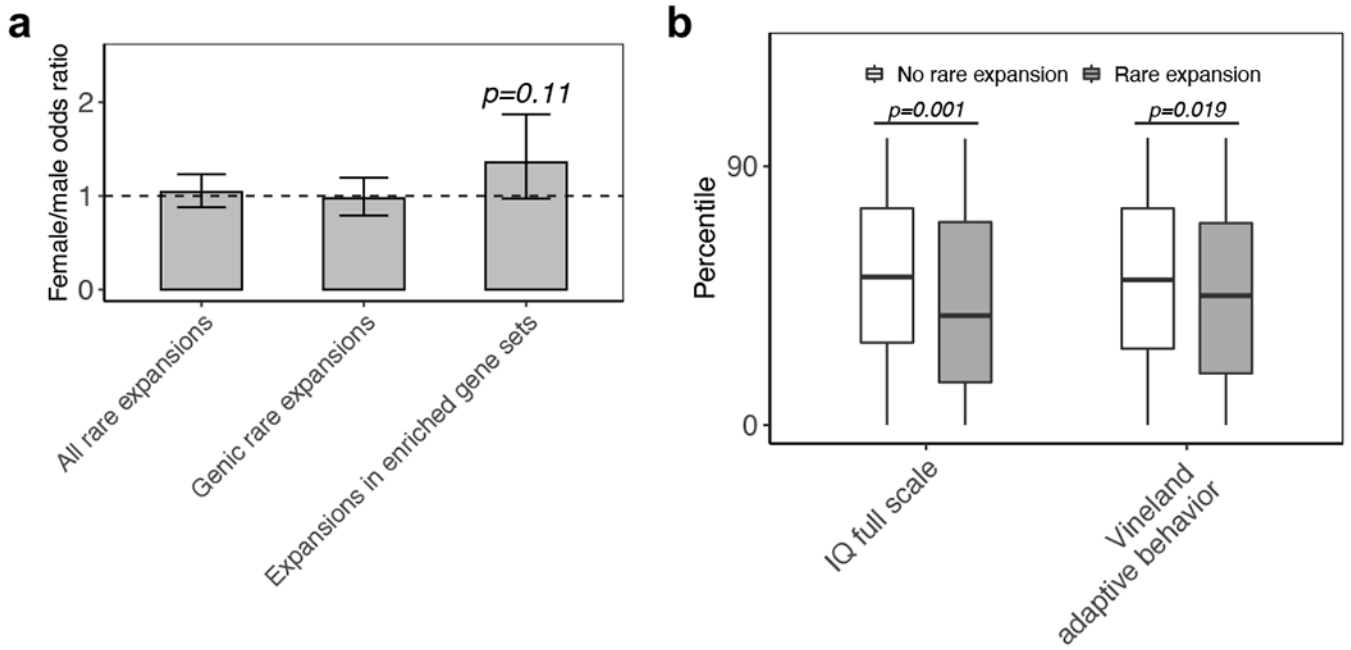 a
Female/male odds ratio
2
1
0
p=0.11
All rare expansions
Genic rare expansions
Expansions in enriched gene sets
b
No rare expansion
Rare expansion
p=0.001
p=0.019
Percentile
90
0
IQ full scale
Vineland
adaptive behavior